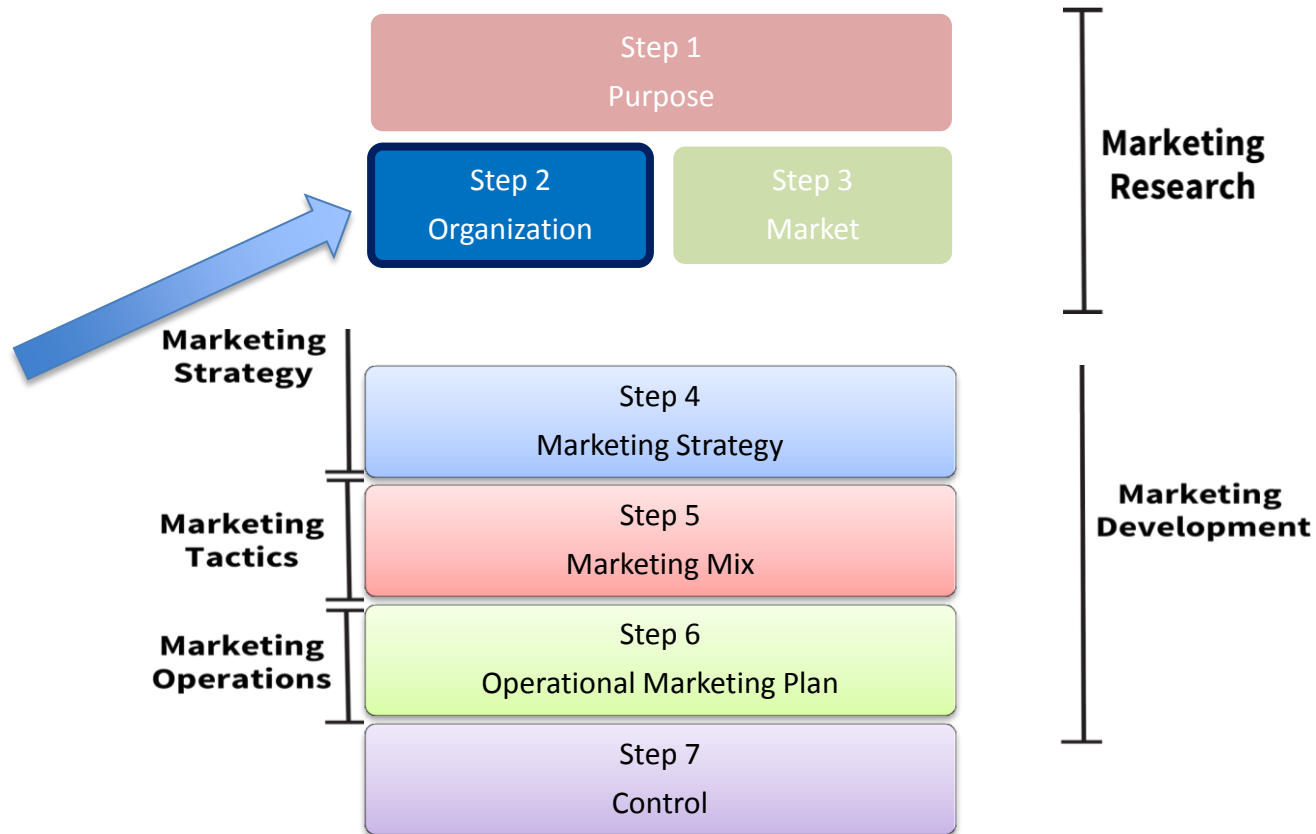 Step 1
Purpose
Step 2
Organization
Step 3
Market
Marketing
Research
Marketing
Strategy
Step 4
Marketing Strategy
Marketing
Tactics
Step 5
Marketing Mix
Marketing
Development
Marketing
Operations
Step 6
Operational Marketing Plan
Step 7
Control